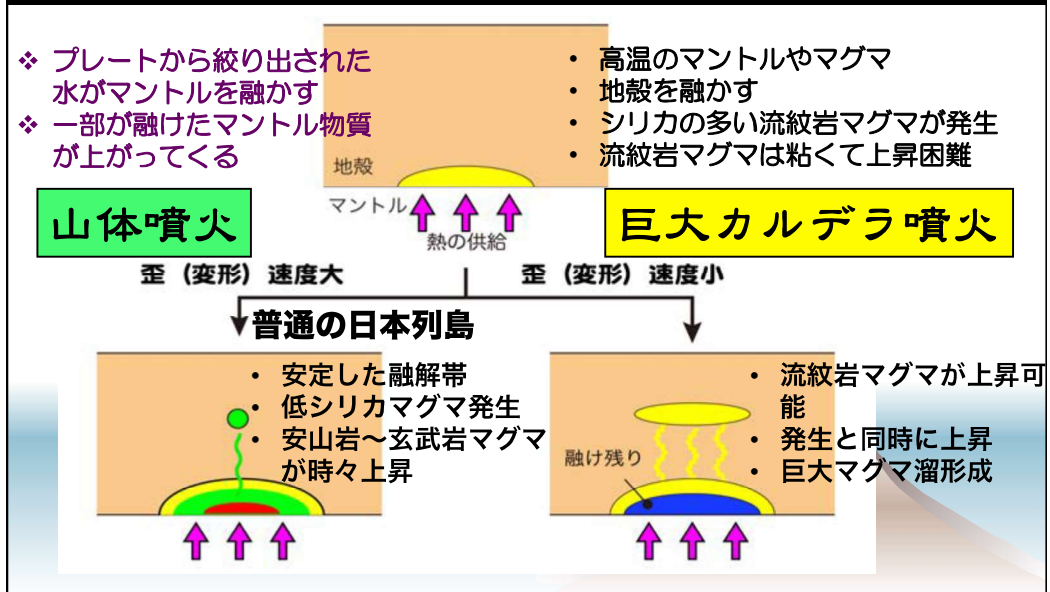 ❖ プレートから絞り出された
水がマントルを融かす
❖ 一部が融けたマントル物質
が上がってくる
• 高温のマントルやマグマ
• 地殻を融かす
• シリカの多い流紋岩マグマが発生
• 流紋岩マグマは粘くて上昇困難
地殻
マントル
熱の供給
山体噴火
巨大カルデラ噴火
歪（変形）速度大
歪（変形）速度小
普通の日本列島
• 安定した融解帯
• 低シリカマグマ発生
• 安山岩～玄武岩マグマ
が時々上昇
融け残り
• 流紋岩マグマが上昇可
能
• 発生と同時に上昇
• 巨大マグマ溜形成